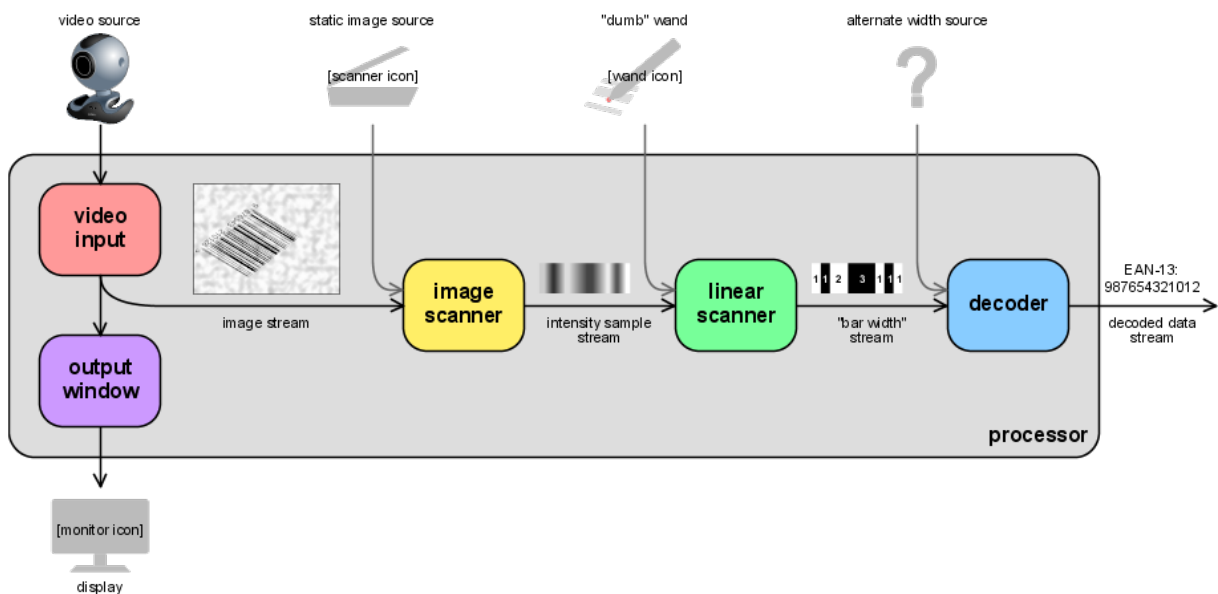 video source
static image source
"dumb" wand
alternate width source
[scanner icon]
[wand icon]
video
input
image
scanner
linear
scanner
1 1 2 3 1 1 1
decoder
EAN-13:
987654321012
image stream
intensity sample
stream
"bar width"
stream
decoded data
stream
output
window
processor
[monitor icon]
display